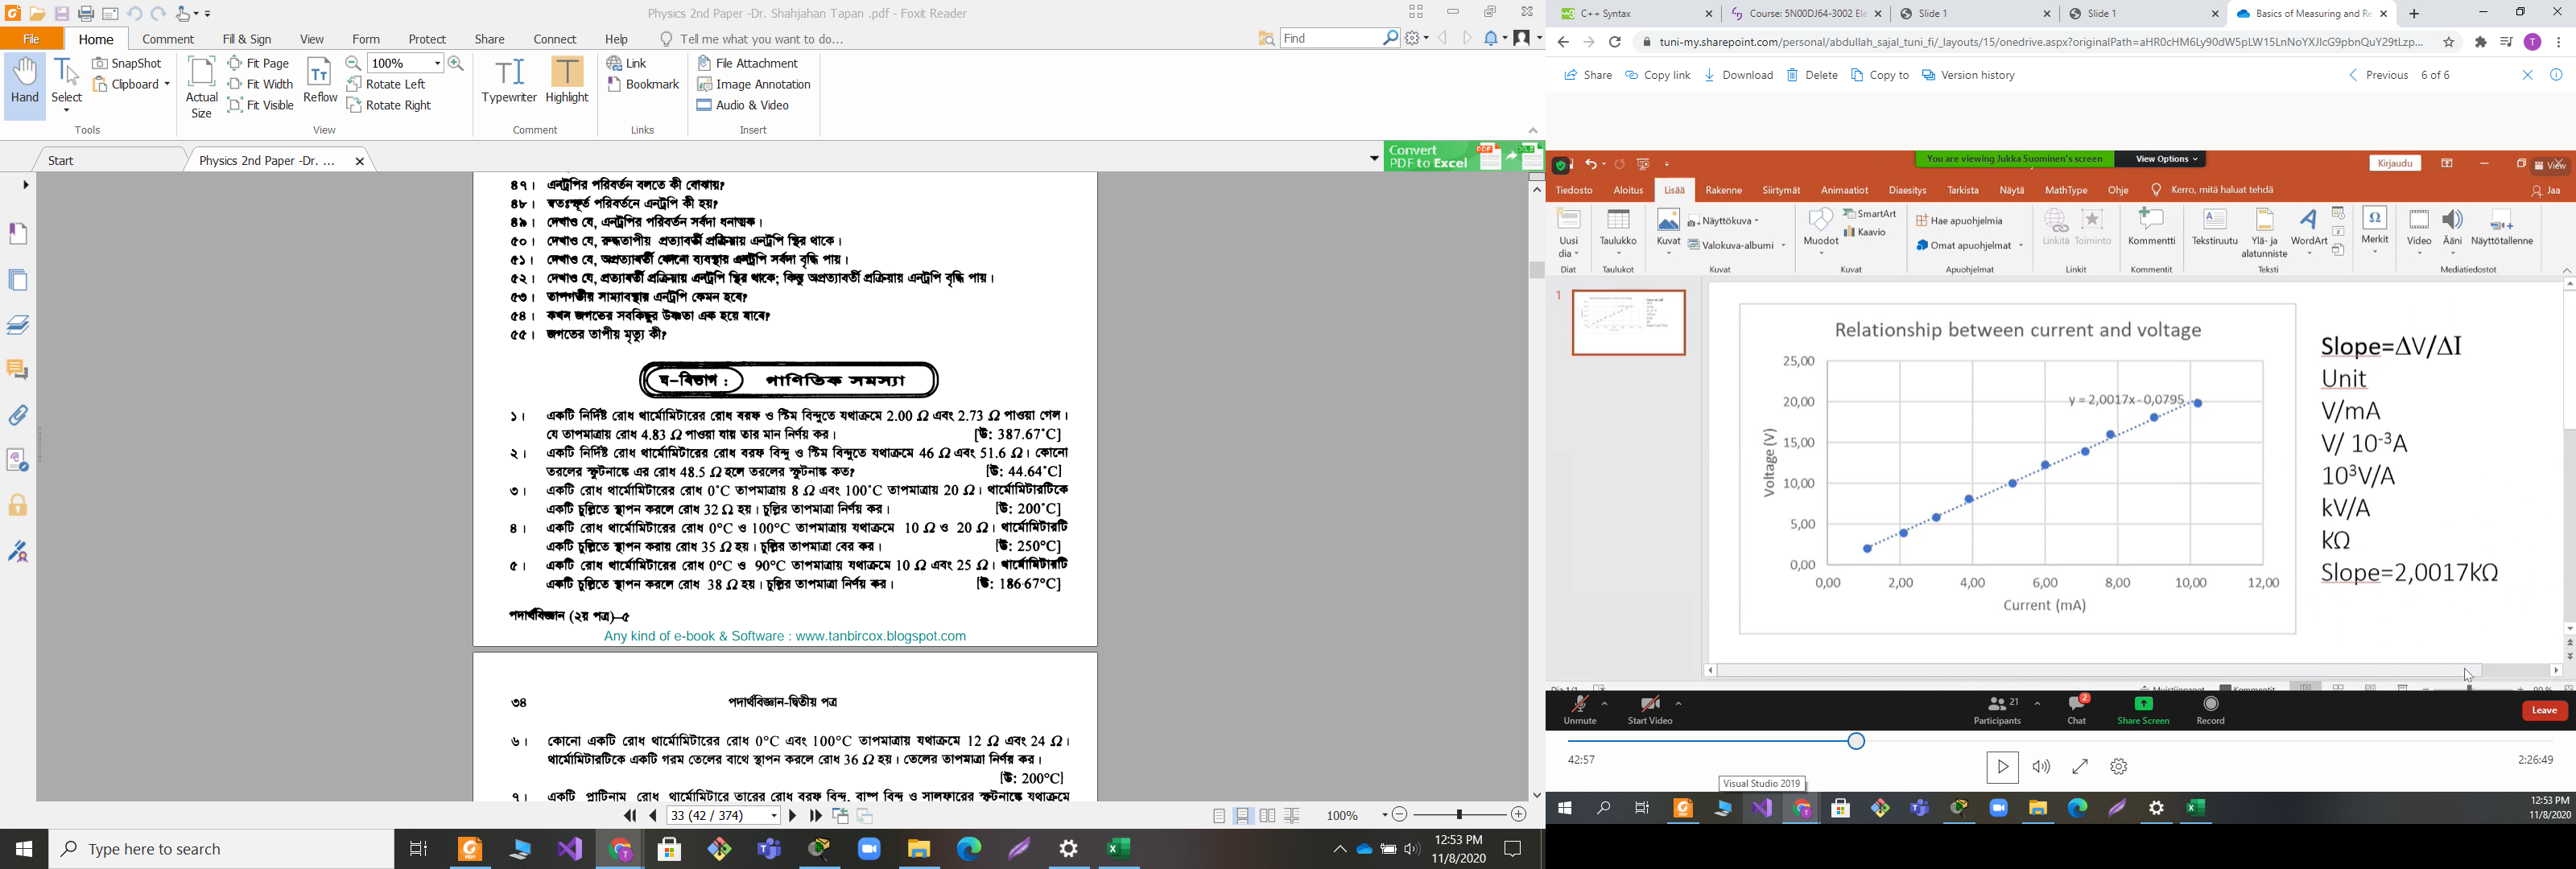 Physics 2nd Paper -Dr. Shahjahan Tapan .pdf - Foxit Reader
File Home Comment Fill & Sign View Form Protect Share Connect Help Tell me what you want to do... Find
Hand Select SnapShot Clipboard Actual Size Fit Page Fit Width Fit Visible Reflow 100% Rotate Left Rotate Right Typewriter Highlight Link Bookmark File Attachment Image Annotation Audio & Video
Tools View Comment Links Insert
Start Physics 2nd Paper -Dr. ... Convert PDF to Excel
৪৭। এনট্রপির পরিবর্তন বলতে কী বোঝায়?
৪৮। স্বতঃস্ফূর্ত পরিবর্তনে এনট্রপি কী হয়?
৪৯। দেখাও যে, এনট্রপির পরিবর্তন সর্বদা ধনাত্মক।
৫০। দেখাও যে, রুদ্ধতাপীয় প্রত্যাবর্তী প্রক্রিয়ায় এনট্রপি স্থির থাকে।
৫১। দেখাও যে, অপ্রত্যাবর্তী কোনো ব্যবস্থার এনট্রপি সর্বদা বৃদ্ধি পায়।
৫২। দেখাও যে, প্রত্যাবর্তী প্রক্রিয়ায় এনট্রপি স্থির থাকে; কিন্তু অপ্রত্যাবর্তী প্রক্রিয়ায় এনট্রপি বৃদ্ধি পায়।
৫৩। তাপগতীয় সাম্যাবস্থায় এনট্রপি কেমন হবে?
৫৪। কখন জগতের সবকিছুর উষ্ণতা এক হয়ে যাবে?
৫৫। জগতের তাপীয় মৃত্যু কী?
ঘ-বিভাগ : গাণিতিক সমস্যা
১। একটি নির্দিষ্ট রোধ থার্মোমিটারের রোধ বরফ ও স্টিম বিন্দুতে যথাক্রমে 2.00 Ω এবং 2.73 Ω পাওয়া গেল।
যে তাপমাত্রায় রোধ 4.83 Ω পাওয়া যায় তার মান নির্ণয় কর। [উ: 387.67°C]
২। একটি নির্দিষ্ট রোধ থার্মোমিটারের রোধ বরফ বিন্দু ও স্টিম বিন্দুতে যথাক্রমে 46 Ω এবং 51.6 Ω। কোনো
তরলের স্ফুটনাঙ্কে এর রোধ 48.5 Ω হলে তরলের স্ফুটনাঙ্ক কত? [উ: 44.64°C]
৩। একটি রোধ থার্মোমিটারের রোধ 0°C তাপমাত্রায় 8 Ω এবং 100°C তাপমাত্রায় 20 Ω। থার্মোমিটারটিকে
একটি চুল্লিতে স্থাপন করলে রোধ 32 Ω হয়। চুল্লির তাপমাত্রা নির্ণয় কর। [উ: 200°C]
৪। একটি রোধ থার্মোমিটারের রোধ 0°C ও 100°C তাপমাত্রায় যথাক্রমে 10 Ω ও 20 Ω। থার্মোমিটারটি
একটি চুল্লিতে স্থাপন করায় রোধ 35 Ω হয়। চুল্লির তাপমাত্রা বের কর। [উ: 250°C]
৫। একটি রোধ থার্মোমিটারের রোধ 0°C ও 90°C তাপমাত্রায় যথাক্রমে 10 Ω এবং 25 Ω। থার্মোমিটারটি
একটি চুল্লিতে স্থাপন করলে রোধ 38 Ω হয়। চুল্লির তাপমাত্রা নির্ণয় কর। [উ: 186·67°C]
পদার্থবিজ্ঞান (২য় পত্র)–৫
Any kind of e-book & Software : www.tanbircox.blogspot.com
৩৪ পদার্থবিজ্ঞান-দ্বিতীয় পত্র
৬। কোনো একটি রোধ থার্মোমিটারের রোধ 0°C এবং 100°C তাপমাত্রায় যথাক্রমে 12 Ω এবং 24 Ω।
থার্মোমিটারটিকে একটি গরম তেলের বাথে স্থাপন করলে রোধ 36 Ω হয়। তেলের তাপমাত্রা নির্ণয় কর।
[উ: 200°C]
৭। একটি প্লাটিনাম রোধ থার্মোমিটারে তারের রোধ বরফ বিন্দু, বাষ্প বিন্দু ও সালফারের স্ফুটনাঙ্কে যথাক্রমে
33 (42 / 374) 100%
Type here to search 12:53 PM
11/8/2020
C++ Syntax Course: 5N00DJ64-3002 Ele Slide 1 Slide 1 Basics of Measuring and Re
tuni-my.sharepoint.com/personal/abdullah_sajal_tuni_fi/_layouts/15/onedrive.aspx?originalPath=aHR0cHM6Ly90dW5pLW15LnNoYXJlcG9pbnQuY29tLzp... T
Share Copy link Download Delete Copy to Version history Previous 6 of 6
You are viewing Jukka Suominen's screen View Options Kirjaudu View
Tiedosto Aloitus Lisää Rakenne Siirtymät Animaatiot Diaesitys Tarkista Näytä MathType Ohje Kerro, mitä haluat tehdä Jaa
Uusi dia Taulukko Kuvat Näyttökuva Valokuva-albumi Muodot SmartArt Kaavio Hae apuohjelmia Omat apuohjelmat Linkitä Toiminto Kommentti Tekstiruutu Ylä- ja alatunniste WordArt Merkit Video Ääni Näyttötallenne
Diat Taulukot Kuvat Kuvat Apuohjelmat Linkit Kommentit Teksti Mediatiedostot
1
Relationship between current and voltage
25,00
20,00
15,00
10,00
5,00
0,00
y = 2,0017x - 0,0795
Voltage (V)
0,00 2,00 4,00 6,00 8,00 10,00 12,00
Current (mA)
Slope=ΔV/ΔI
Unit
V/mA
V/ 10⁻³A
10³V/A
kV/A
kΩ
Slope=2,0017KΩ
Unmute Start Video Participants 21 Chat 2 Share Screen Record Leave
42:57 2:26:49
Visual Studio 2019
12:53 PM
11/8/2020